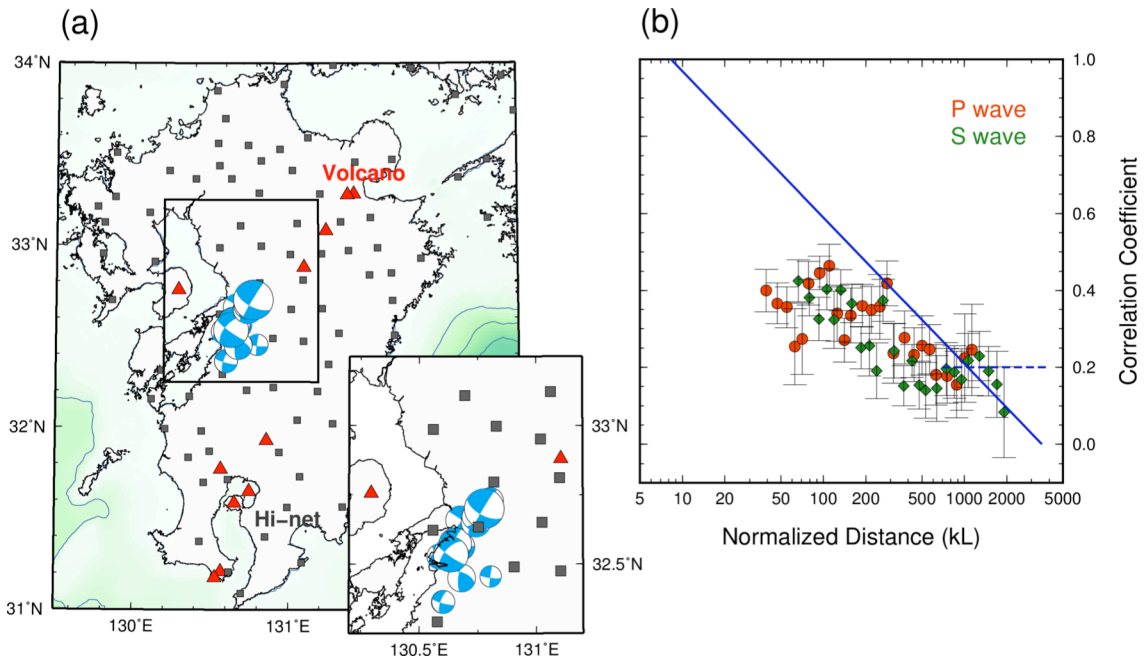 (a)
34˚N
33˚N
32˚N
31˚N
130˚E
131˚E
Volcano
Hi−net
33˚N
32.5˚N
130.5˚E
131˚E
(b)
P wave
S wave
1.0
0.8
0.6
0.4
0.2
0.0
Correlation Coefficient
5 10 20 50 100 200 500 1000 5000
Normalized Distance (kL)